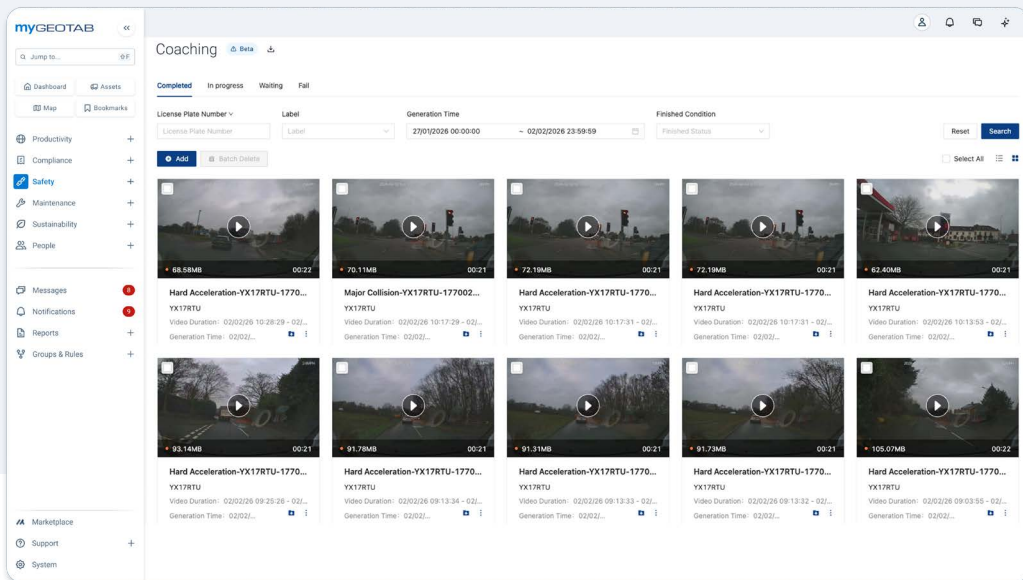 myGEOTAB
Jump to...
Dashboard
Assets
Map
Bookmarks
Productivity
Compliance
Safety
Maintenance
Sustainability
People
Messages 8
Notifications 9
Reports
Groups & Rules
Marketplace
Support
System
Coaching Beta
Completed In progress Waiting Fail
License Plate Number Label Generation Time Finished Condition
License Plate Number Label 27/01/2026 00:00:00 ~ 02/02/2026 23:59:59 Finished Status Reset Search
Add Batch Delete Select All
68.58MB 00:22 70.11MB 00:21 72.19MB 00:21 72.19MB 00:21 62.40MB 00:21
Hard Acceleration-YX17RTU-1770... Major Collision-YX17RTU-177002... Hard Acceleration-YX17RTU-1770... Hard Acceleration-YX17RTU-1770... Hard Acceleration-YX17RTU-1770...
YX17RTU YX17RTU YX17RTU YX17RTU YX17RTU
Video Duration: 02/02/26 10:28:29 - 02/... Video Duration: 02/02/26 10:17:29 - 02/... Video Duration: 02/02/26 10:17:31 - 02/... Video Duration: 02/02/26 10:17:31 - 02/... Video Duration: 02/02/26 10:13:53 - 02/...
Generation Time: 02/02/... Generation Time: 02/02/... Generation Time: 02/02/... Generation Time: 02/02/... Generation Time: 02/02/...
93.14MB 00:21 91.78MB 00:21 91.31MB 00:21 91.73MB 00:21 105.07MB 00:22
Hard Acceleration-YX17RTU-1770... Hard Acceleration-YX17RTU-1770... Hard Acceleration-YX17RTU-1770... Hard Acceleration-YX17RTU-1770... Hard Acceleration-YX17RTU-1770...
YX17RTU YX17RTU YX17RTU YX17RTU YX17RTU
Video Duration: 02/02/26 09:25:26 - 02/... Video Duration: 02/02/26 09:13:34 - 02/... Video Duration: 02/02/26 09:13:33 - 02/... Video Duration: 02/02/26 09:13:32 - 02/... Video Duration: 02/02/26 09:03:55 - 02/...
Generation Time: 02/02/... Generation Time: 02/02/... Generation Time: 02/02/... Generation Time: 02/02/... Generation Time: 02/02/...